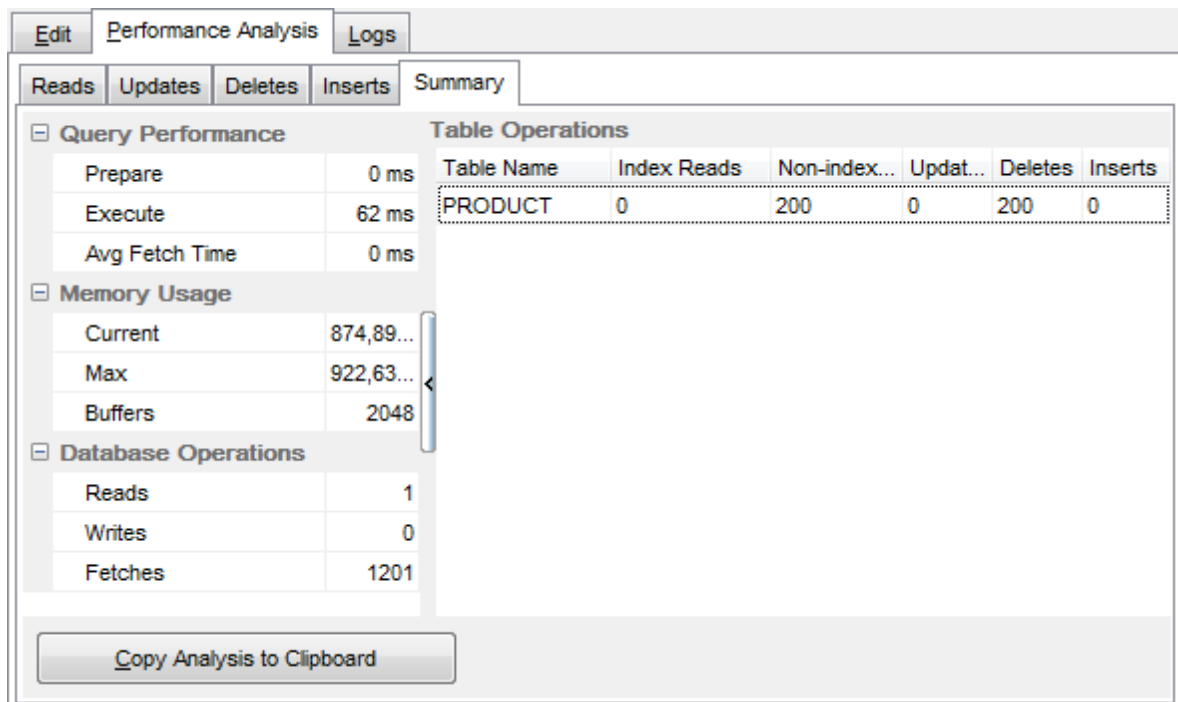 Edit Performance Analysis Logs
Reads Updates Deletes Inserts Summary
Query Performance
Prepare 0 ms
Execute 62 ms
Avg Fetch Time 0 ms
Memory Usage
Current 874,89...
Max 922,63...
Buffers 2048
Database Operations
Reads 1
Writes 0
Fetches 1201
Table Operations
Table Name Index Reads Non-index... Updat... Deletes Inserts
PRODUCT 0 200 0 200 0
Copy Analysis to Clipboard